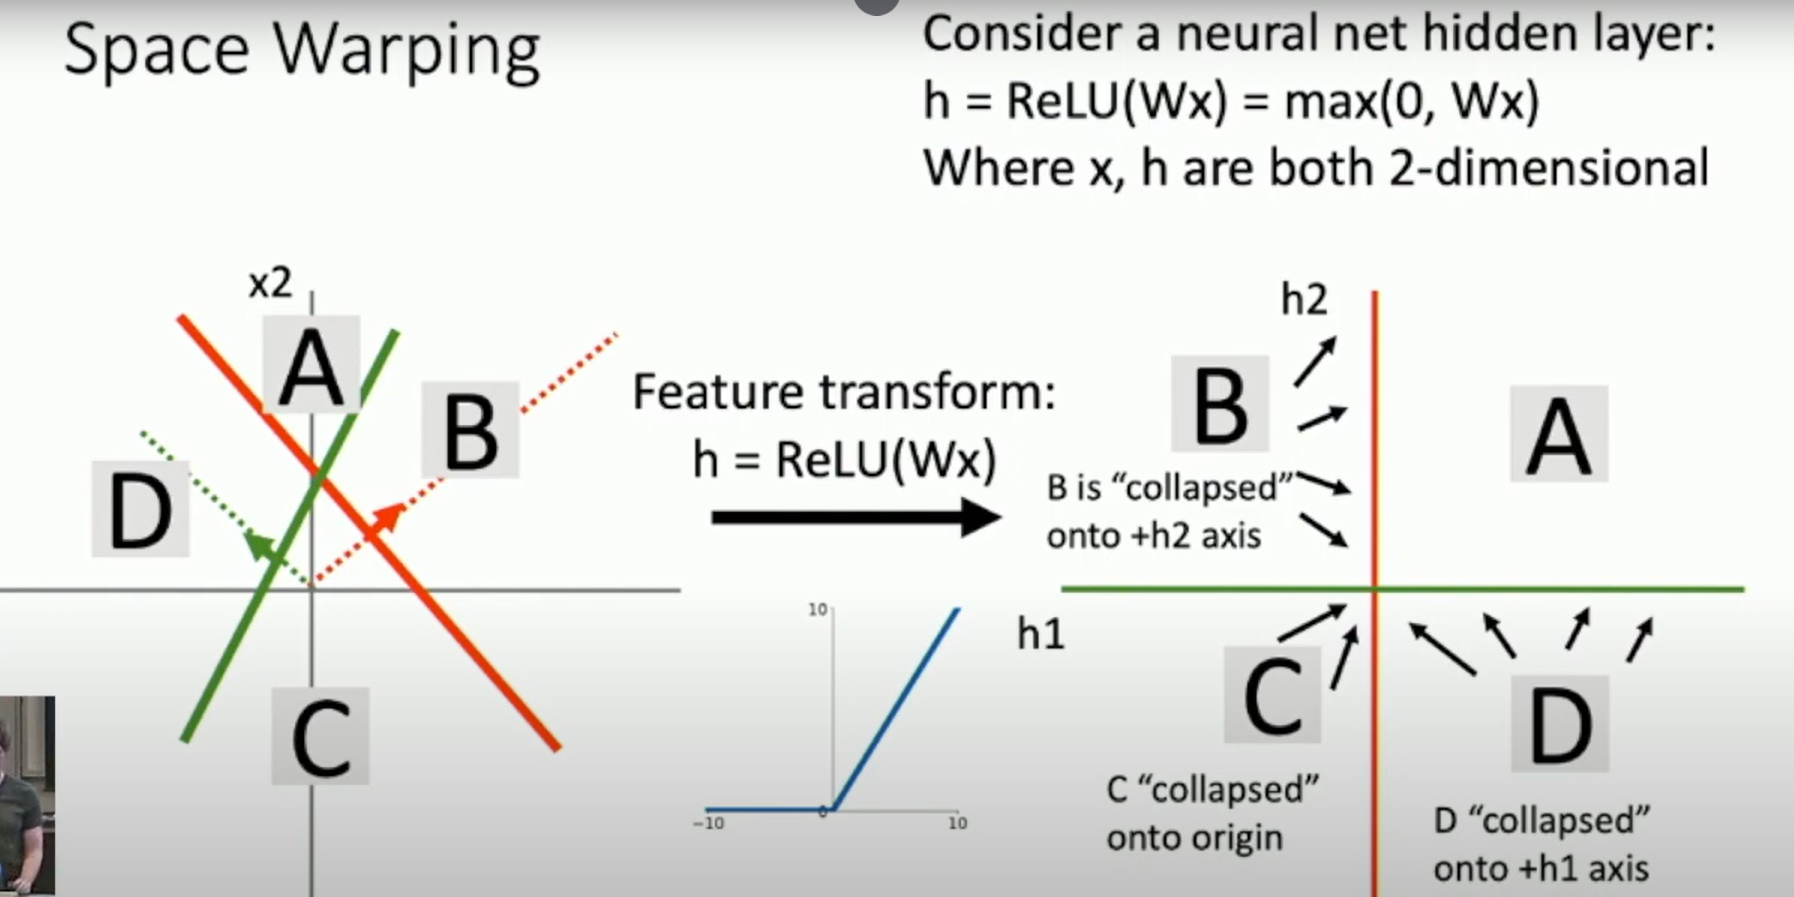 Space Warping
Consider a neural net hidden layer:
h = ReLU(Wx) = max(0, Wx)
Where x, h are both 2-dimensional
x2
A
B
D
C
Feature transform:
h = ReLU(Wx)
10
0
-10
10
h2
B
A
B is “collapsed”
onto +h2 axis
h1
C
D
C “collapsed”
onto origin
D “collapsed”
onto +h1 axis